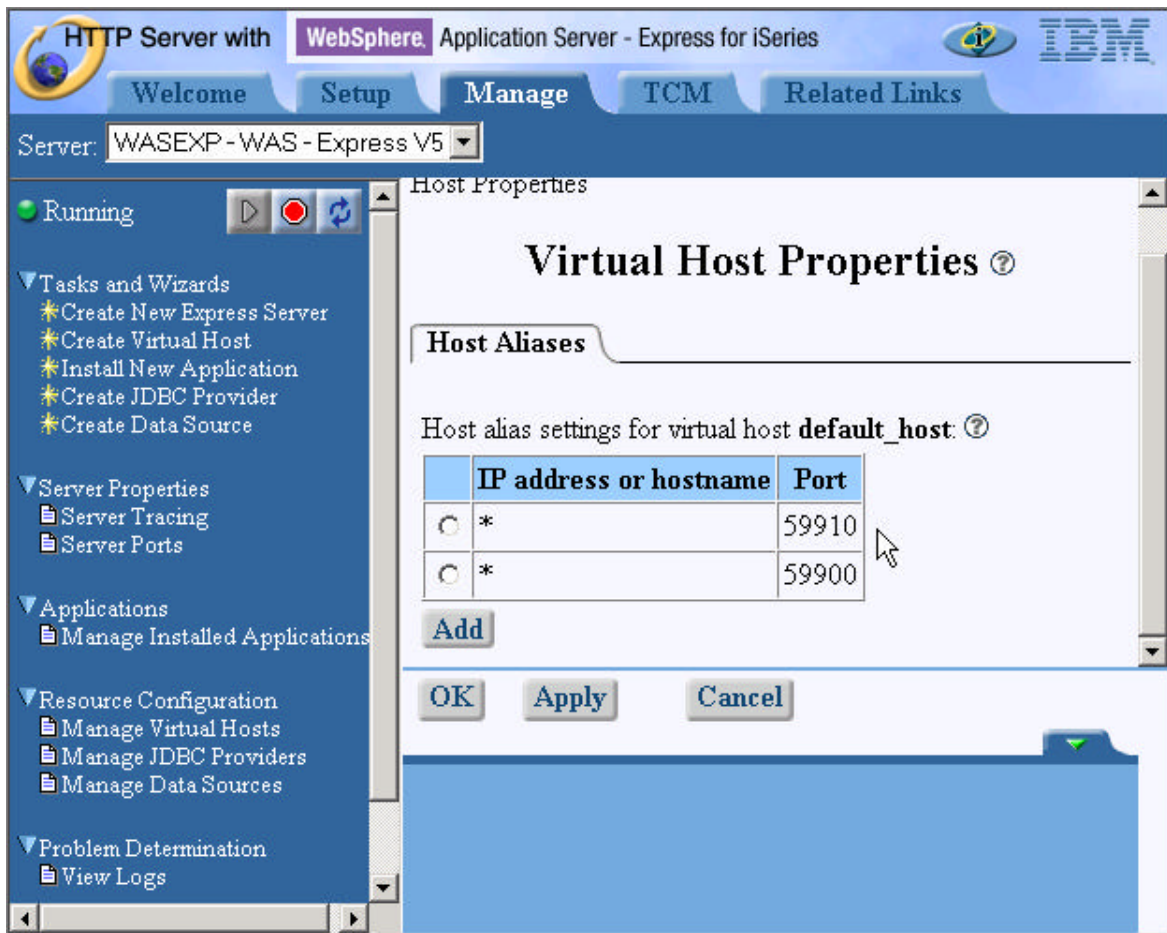 HTTP Server with WebSphere. Application Server - Express for iSeries IBM
Welcome Setup Manage TCM Related Links
Server: WASEXP - WAS - Express V5
Running
Tasks and Wizards
Create New Express Server
Create Virtual Host
Install New Application
Create JDBC Provider
Create Data Source
Server Properties
Server Tracing
Server Ports
Applications
Manage Installed Applications
Resource Configuration
Manage Virtual Hosts
Manage JDBC Providers
Manage Data Sources
Problem Determination
View Logs
Host Properties
Virtual Host Properties ?
Host Aliases
Host alias settings for virtual host default_host: ?
IP address or hostname Port
* 59910
* 59900
Add
OK Apply Cancel